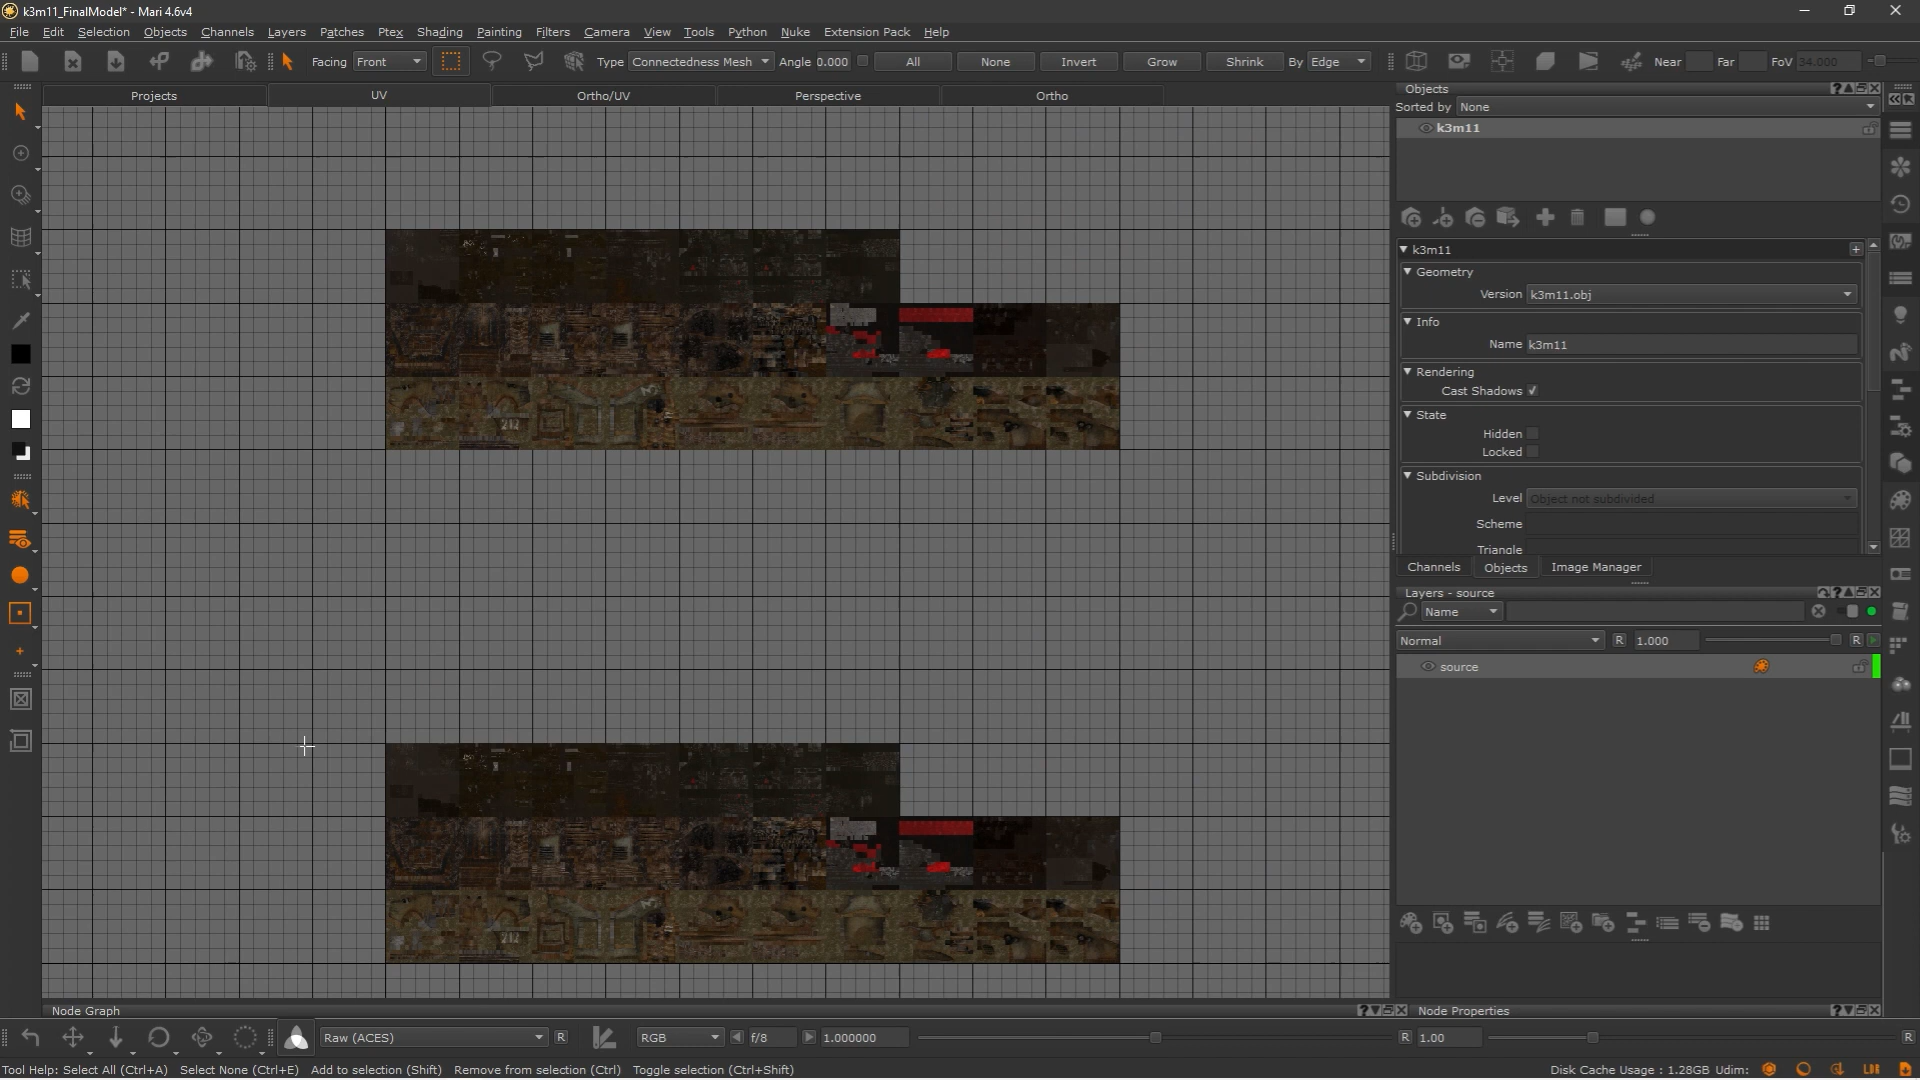 k3m11_FinalModel* - Mari 4.6v4
File Edit Selection Objects Channels Layers Patches Ptex Shading Painting Filters Camera View Tools Python Nuke Extension Pack Help
Facing Front Type Connectedness Mesh Angle 0.000 All None Invert Grow Shrink By Edge Near Far FoV 34.000
Projects UV Ortho/UV Perspective Ortho
Objects
Sorted by None
k3m11
k3m11
Geometry
Version k3m11.obj
Info
Name k3m11
Rendering
Cast Shadows
State
Hidden
Locked
Subdivision
Level Object not subdivided
Scheme
Triangle
Channels Objects Image Manager
Layers - source
Name
Normal R 1.000 R
source
212
212
Node Graph
Node Properties
Raw (ACES) R RGB f/8 1.000000 R 1.00 R
Tool Help: Select All (Ctrl+A) Select None (Ctrl+E) Add to selection (Shift) Remove from selection (Ctrl) Toggle selection (Ctrl+Shift)
Disk Cache Usage : 1.28GB Udim: